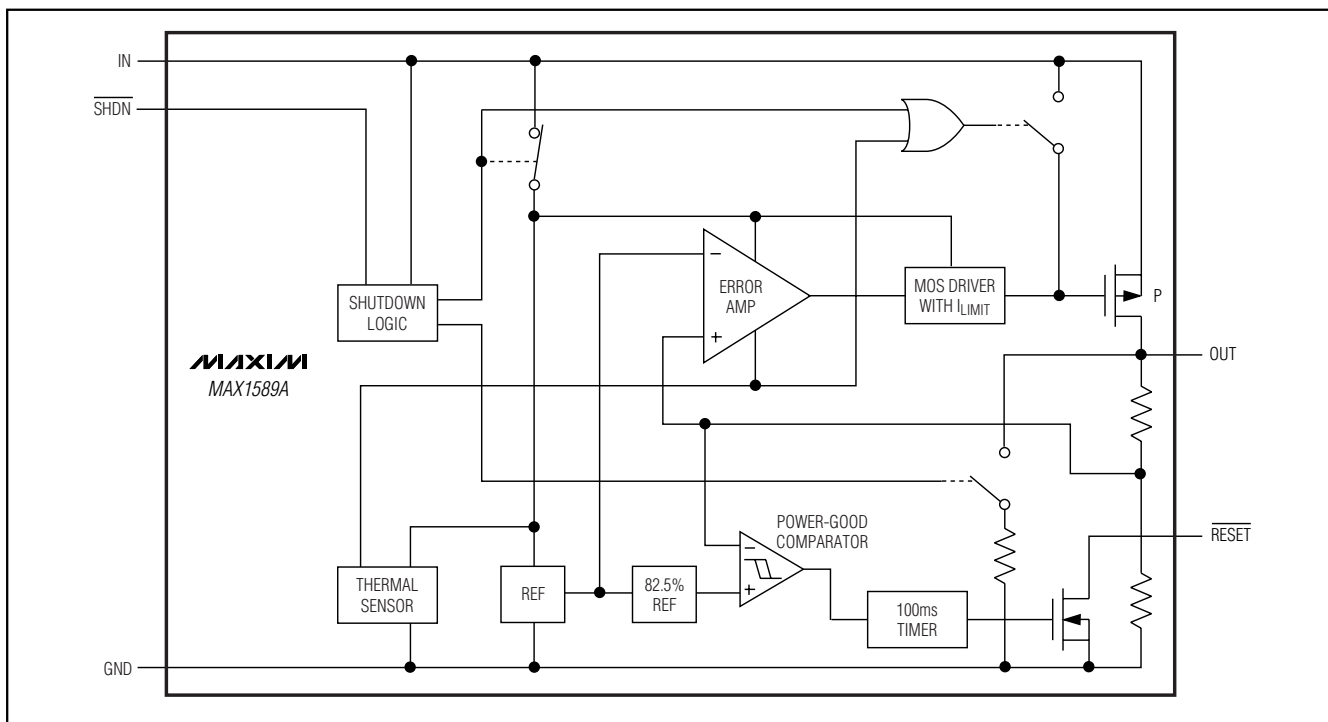 IN
SHDN
SHUTDOWN
LOGIC
MAXIM
MAX1589A
ERROR
AMP
−
+
MOS DRIVER
WITH ILIMIT
P
OUT
POWER-GOOD
COMPARATOR
−
+
THERMAL
SENSOR
REF
82.5%
REF
100ms
TIMER
RESET
GND